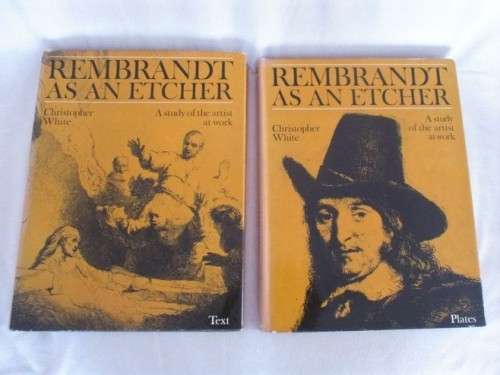 REMBRANDT
AS AN ETCHER
Christopher
White
A study of the artist
at work
Text
REMBRANDT
AS AN ETCHER
Christopher
White
A study
of the artist
at work
Plates